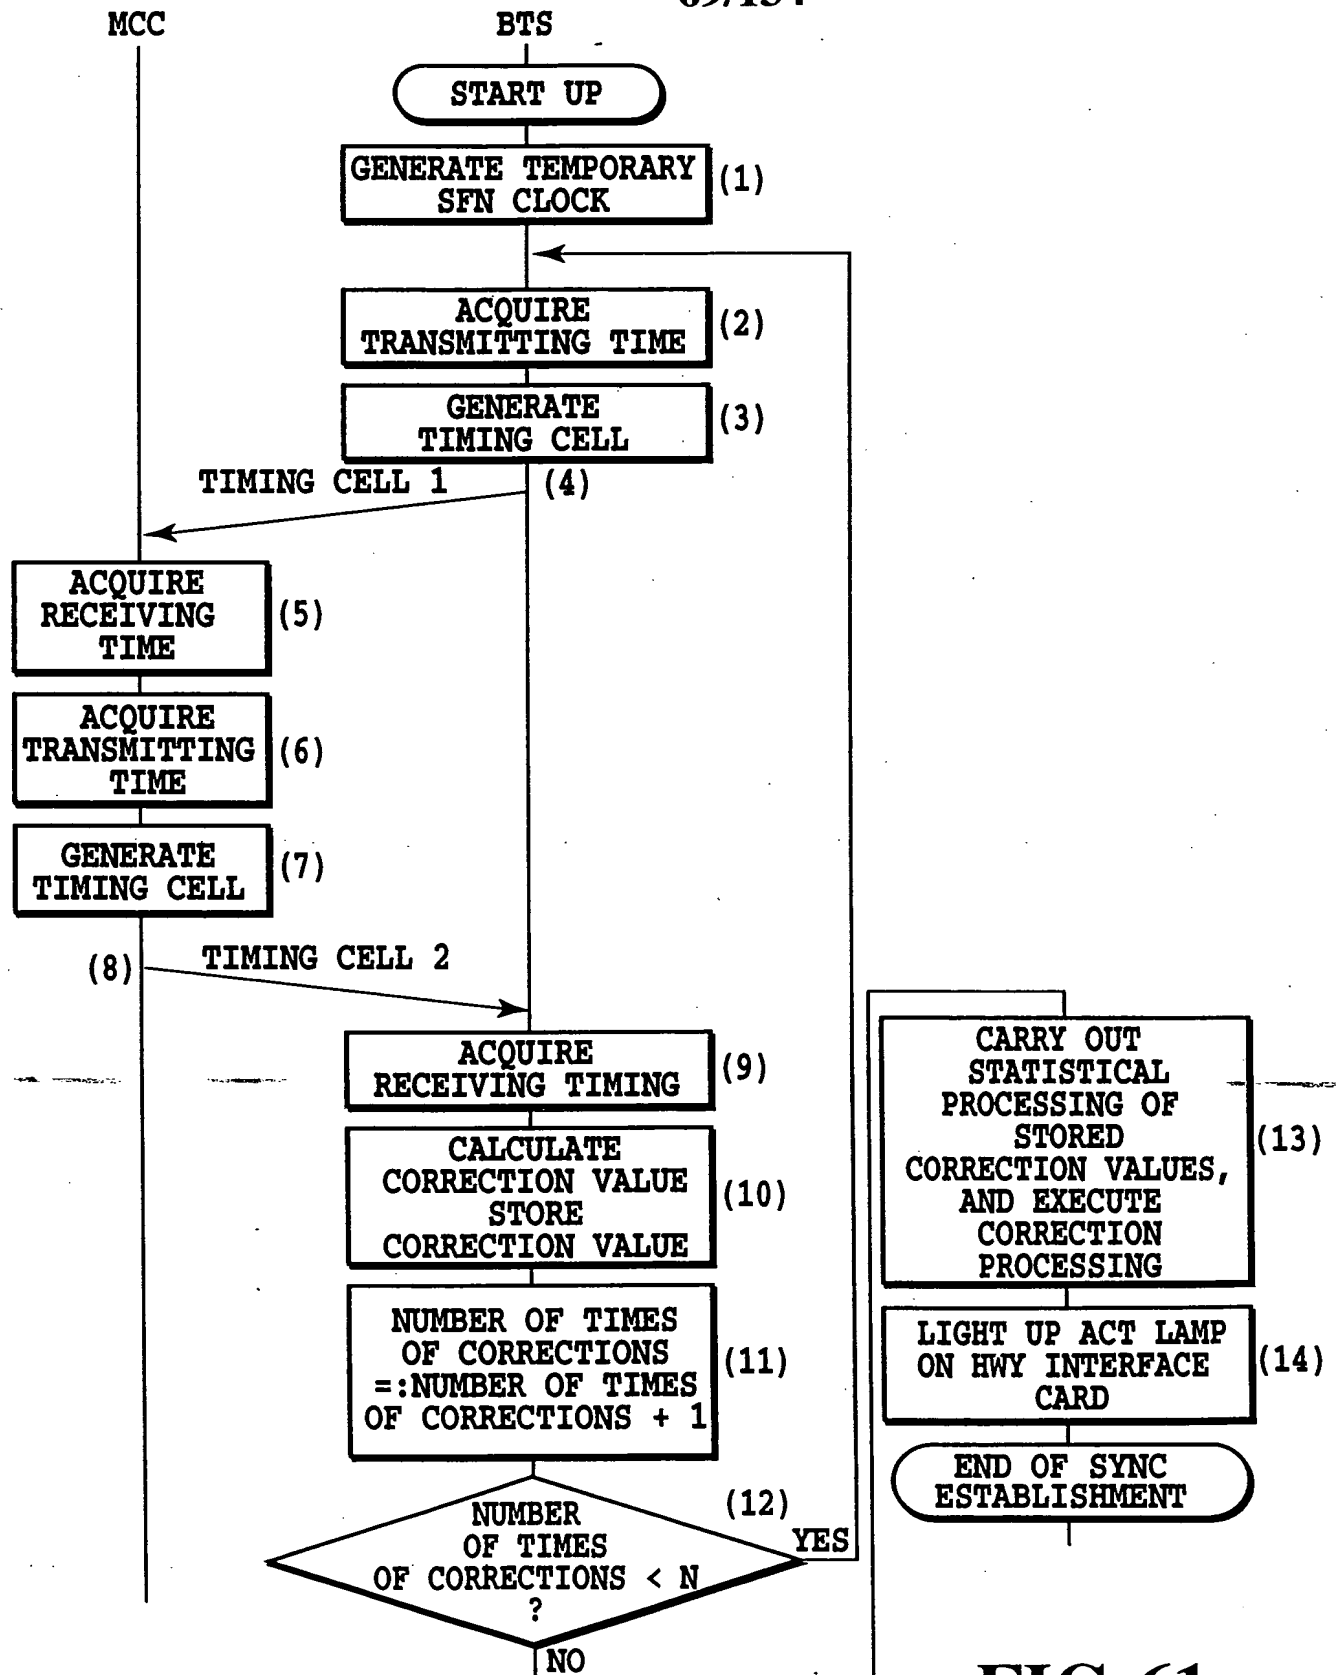 MCC
BTS
START UP
GENERATE TEMPORARY
SFN CLOCK
(1)
ACQUIRE
TRANSMITTING TIME
(2)
GENERATE
TIMING CELL
(3)
TIMING CELL 1
(4)
ACQUIRE
RECEIVING
TIME
(5)
ACQUIRE
TRANSMITTING
TIME
(6)
GENERATE
TIMING CELL
(7)
(8)
TIMING CELL 2
ACQUIRE
RECEIVING TIMING
(9)
CALCULATE
CORRECTION VALUE
STORE
CORRECTION VALUE
(10)
NUMBER OF TIMES
OF CORRECTIONS
=:NUMBER OF TIMES
OF CORRECTIONS + 1
(11)
NUMBER
OF TIMES
OF CORRECTIONS < N
?
(12)
YES
NO
CARRY OUT
STATISTICAL
PROCESSING OF
STORED
CORRECTION VALUES,
AND EXECUTE
CORRECTION
PROCESSING
(13)
LIGHT UP ACT LAMP
ON HWY INTERFACE
CARD
(14)
END OF SYNC
ESTABLISHMENT